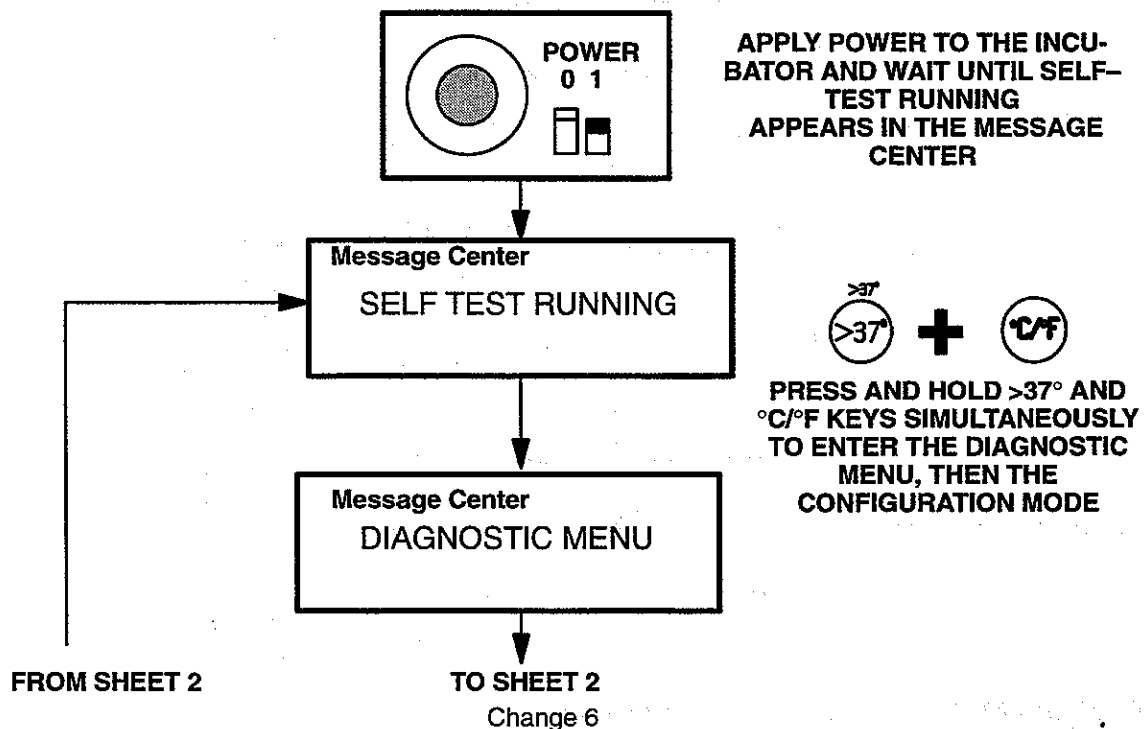 POWER
0 1
APPLY POWER TO THE INCU-
BATOR AND WAIT UNTIL SELF–
TEST RUNNING
APPEARS IN THE MESSAGE
CENTER
Message Center
SELF TEST RUNNING
>37°
>37°
°C/°F
PRESS AND HOLD >37° AND
°C/°F KEYS SIMULTANEOUSLY
TO ENTER THE DIAGNOSTIC
MENU, THEN THE
CONFIGURATION MODE
Message Center
DIAGNOSTIC MENU
FROM SHEET 2
TO SHEET 2
Change 6